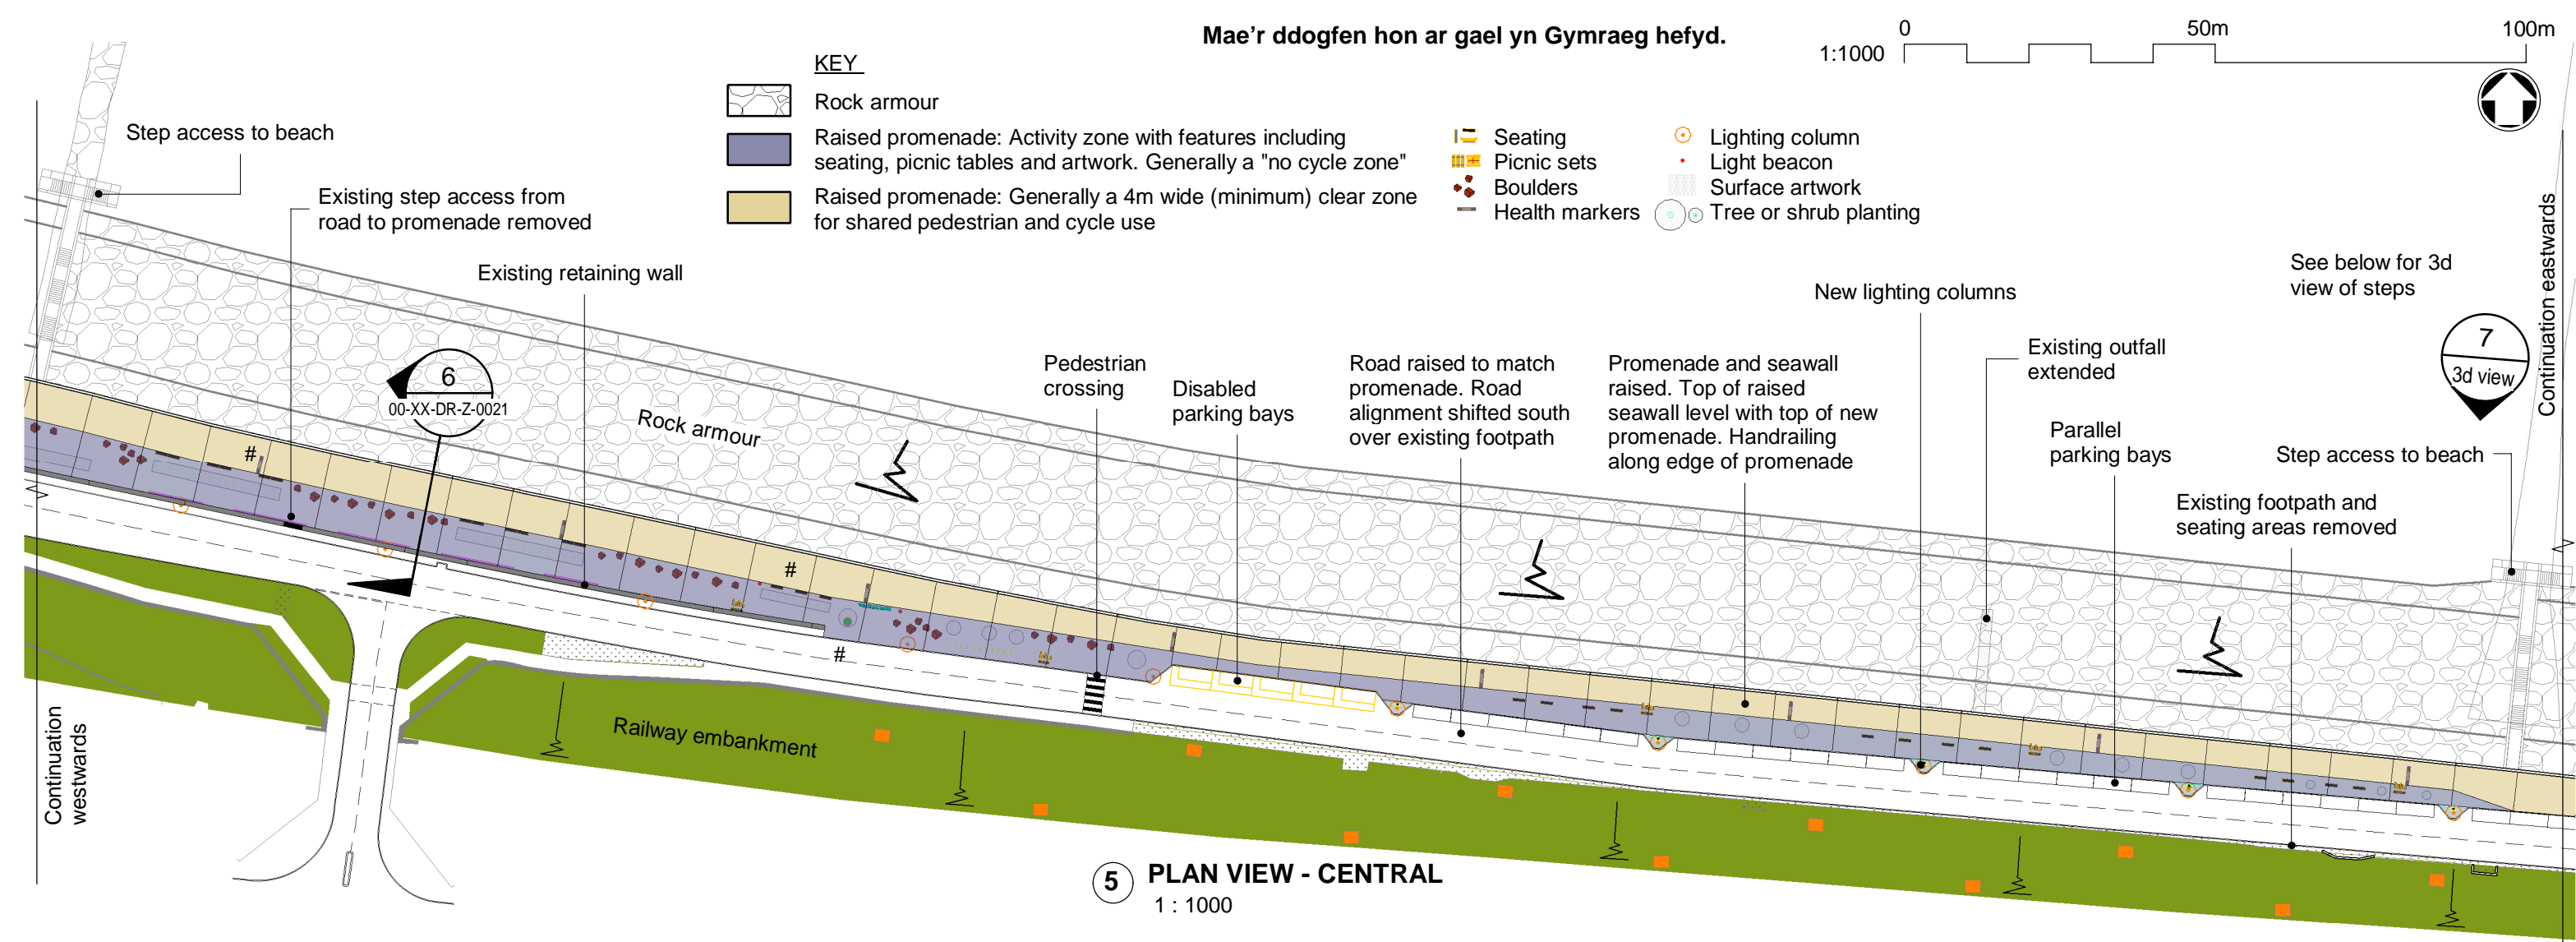 Mae'r ddogfen hon ar gael yn Gymraeg hefyd.
0 50m 100m
1:1000
KEY
Rock armour
Raised promenade: Activity zone with features including
seating, picnic tables and artwork. Generally a "no cycle zone"
Raised promenade: Generally a 4m wide (minimum) clear zone
for shared pedestrian and cycle use
Seating
Picnic sets
Boulders
Health markers
Lighting column
Light beacon
Surface artwork
Tree or shrub planting
Step access to beach
Existing step access from
road to promenade removed
Existing retaining wall
6
00-XX-DR-Z-0021
Rock armour
Pedestrian
crossing
Disabled
parking bays
Road raised to match
promenade. Road
alignment shifted south
over existing footpath
Promenade and seawall
raised. Top of raised
seawall level with top of new
promenade. Handrailing
along edge of promenade
New lighting columns
Existing outfall
extended
Parallel
parking bays
See below for 3d
view of steps
7
3d view
Step access to beach
Existing footpath and
seating areas removed
Continuation eastwards
#
#
#
Continuation
westwards
Railway embankment
5 PLAN VIEW - CENTRAL
1 : 1000